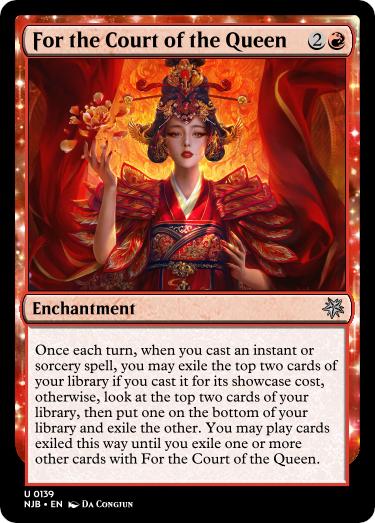 For the Court of the Queen 2
Enchantment
Once each turn, when you cast an instant or
sorcery spell, you may exile the top two cards of
your library if you cast it for its showcase cost,
otherwise, look at the top two cards of your
library, then put one on the bottom of your
library and exile the other. You may play cards
exiled this way until you exile one or more
other cards with For the Court of the Queen.
U 0139
NJB • EN Da Congjun